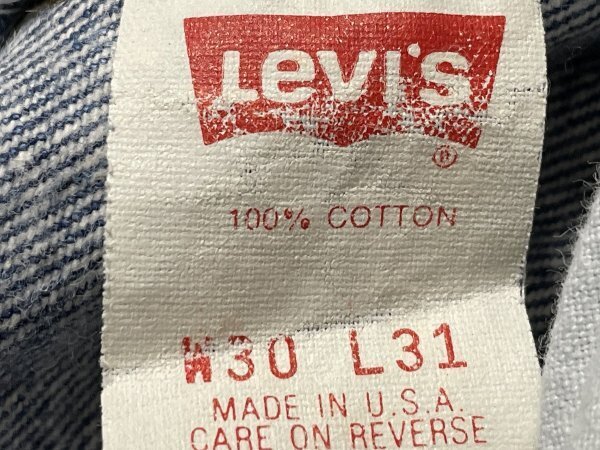 Levi's
®
100% COTTON
W30 L31
MADE IN U.S.A.
CARE ON REVERSE